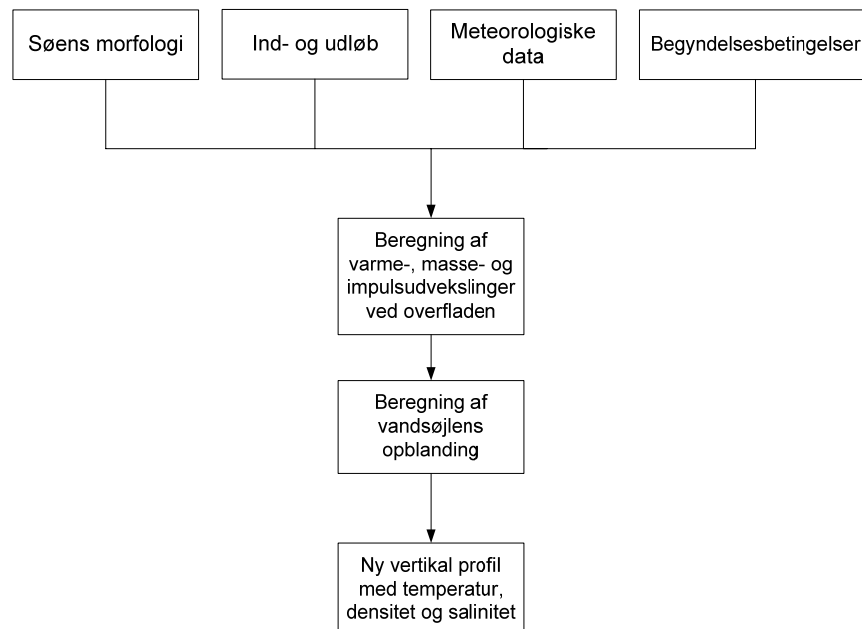 Søens morfologi
Ind- og udløb
Meteorologiske
data
Begyndelsesbetingelser
Beregning af
varme-, masse- og
impulsudvekslinger
ved overfladen
Beregning af
vandsøjlens
opblanding
Ny vertikal profil
med temperatur,
densitet og salinitet